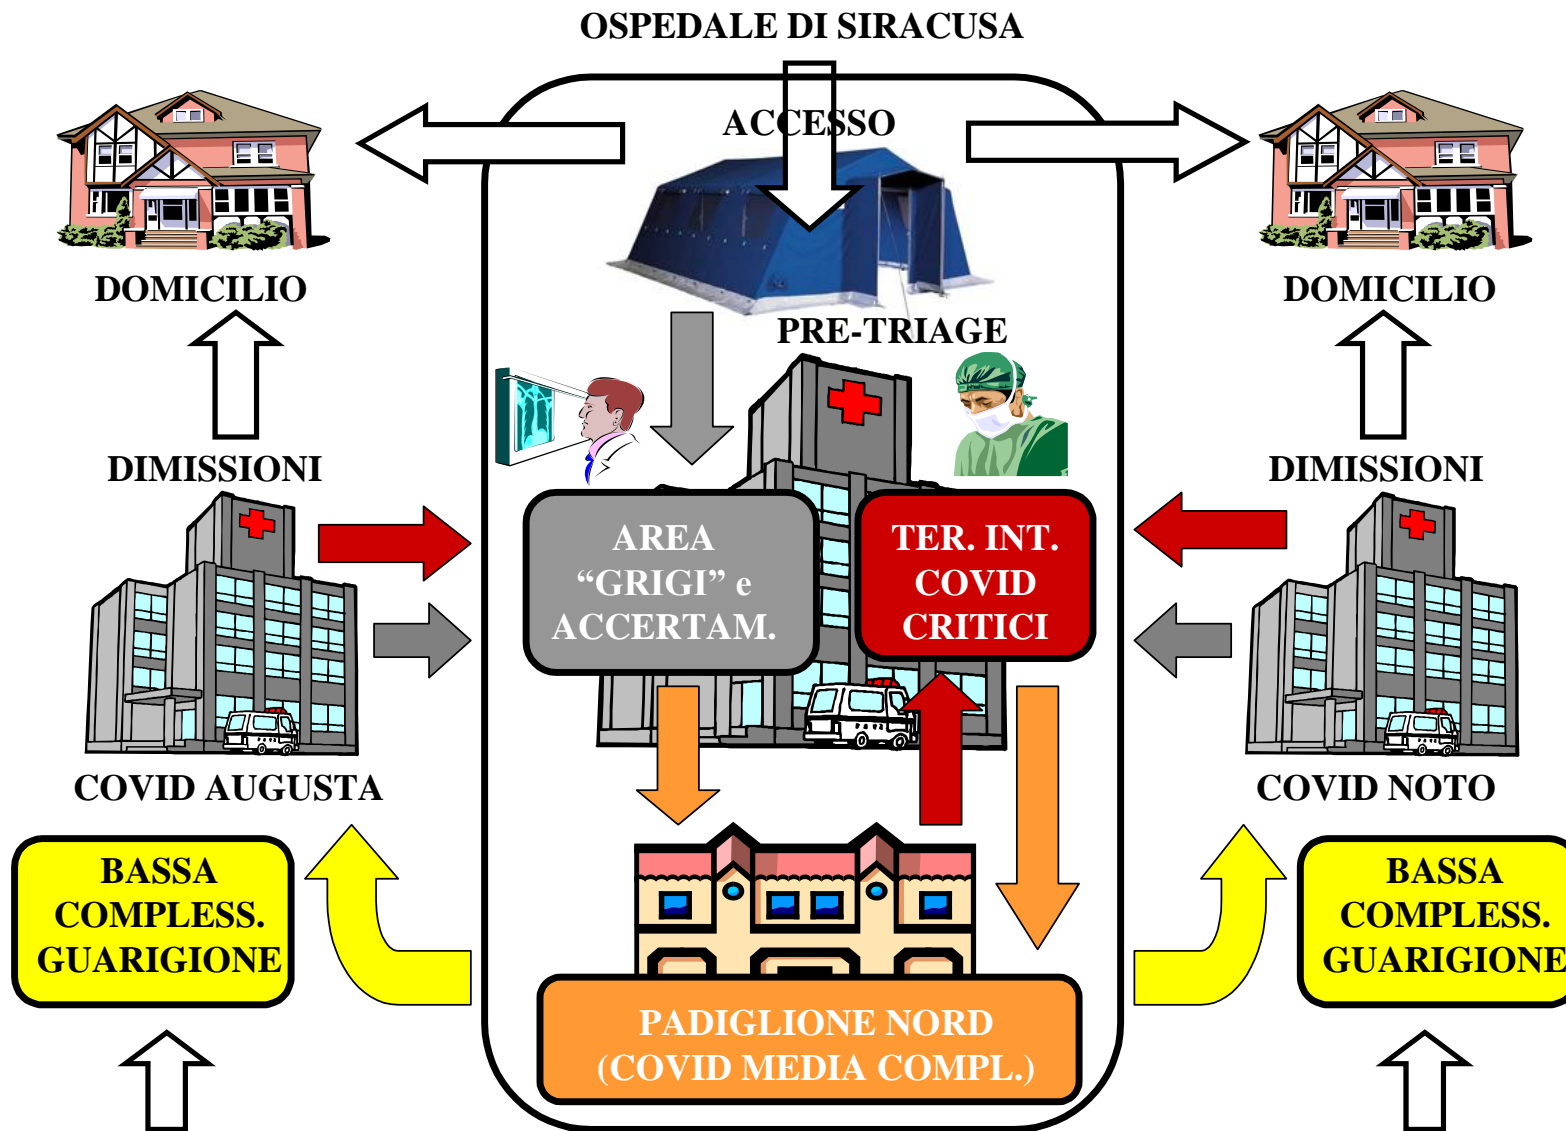 OSPEDALE DI SIRACUSA
ACCESSO
DOMICILIO
DOMICILIO
PRE-TRIAGE
DIMISSIONI
DIMISSIONI
AREA
“GRIGI” e
ACCERTAM.
TER. INT.
COVID
CRITICI
COVID AUGUSTA
COVID NOTO
BASSA
COMPLESS.
GUARIGIONE
BASSA
COMPLESS.
GUARIGIONE
PADIGLIONE NORD
(COVID MEDIA COMPL.)